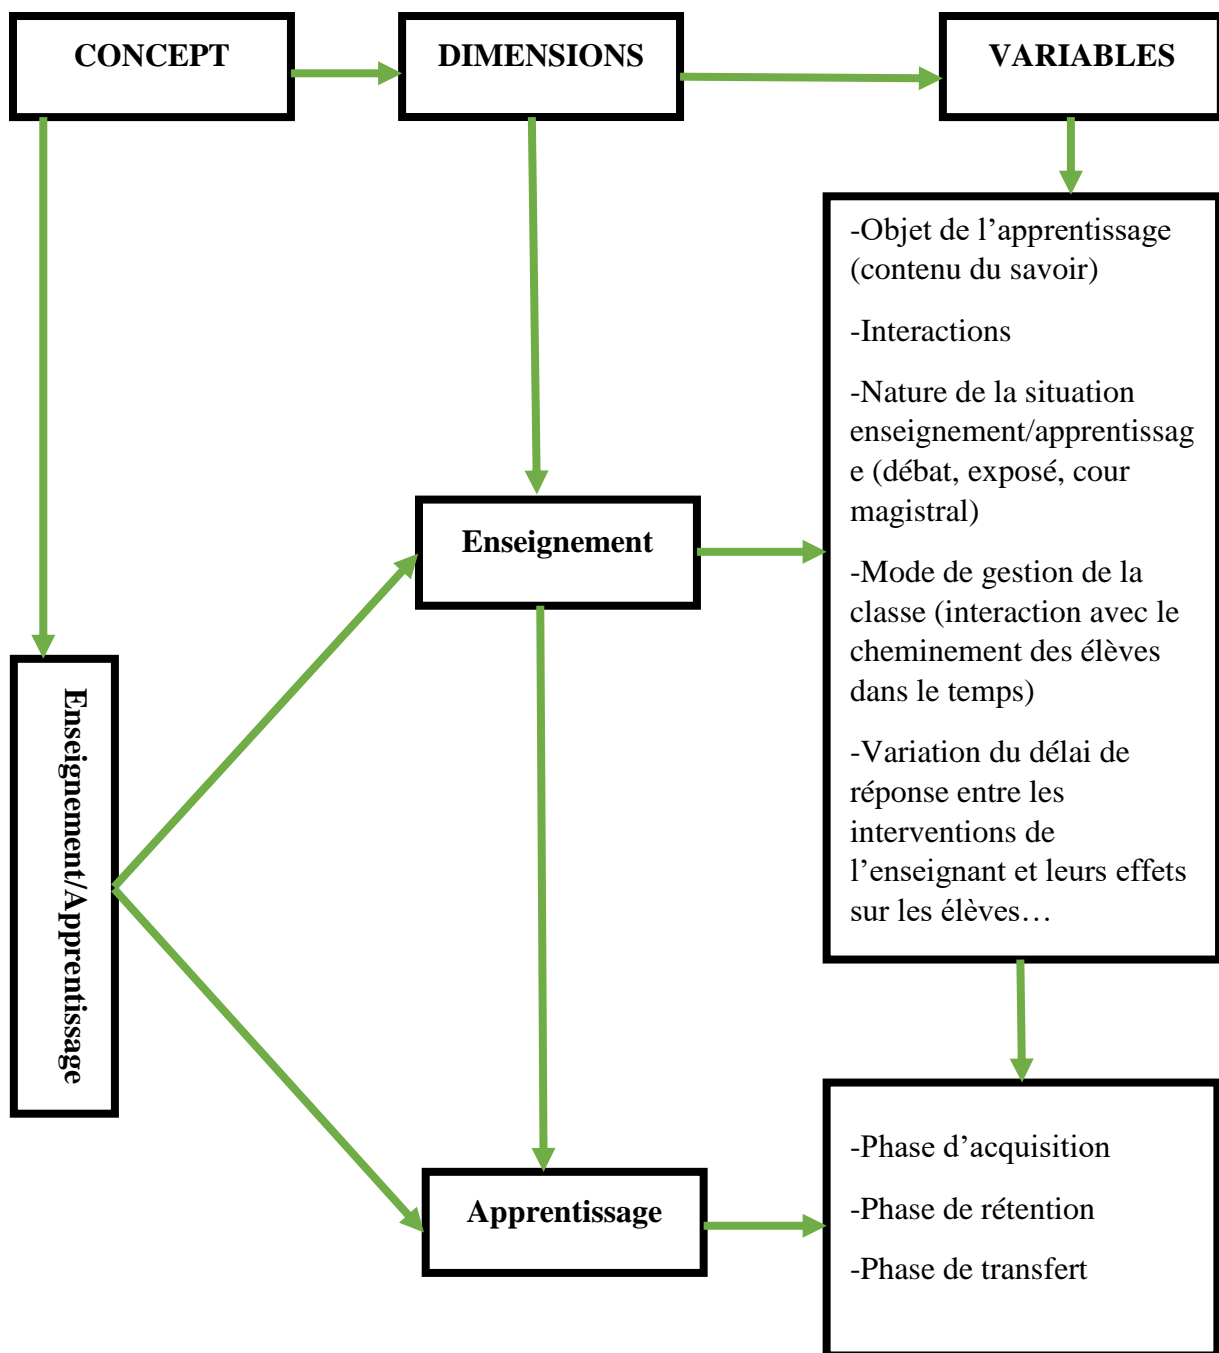 CONCEPT
DIMENSIONS
VARIABLES
-Objet de l’apprentissage
(contenu du savoir)
-Interactions
-Nature de la situation
enseignement/apprentissag
e (débat, exposé, cour
magistral)
-Mode de gestion de la
classe (interaction avec le
cheminement des élèves
dans le temps)
-Variation du délai de
réponse entre les
interventions de
l’enseignant et leurs effets
sur les élèves…
Enseignement
Enseignement/Apprentissage
Apprentissage
-Phase d’acquisition
-Phase de rétention
-Phase de transfert